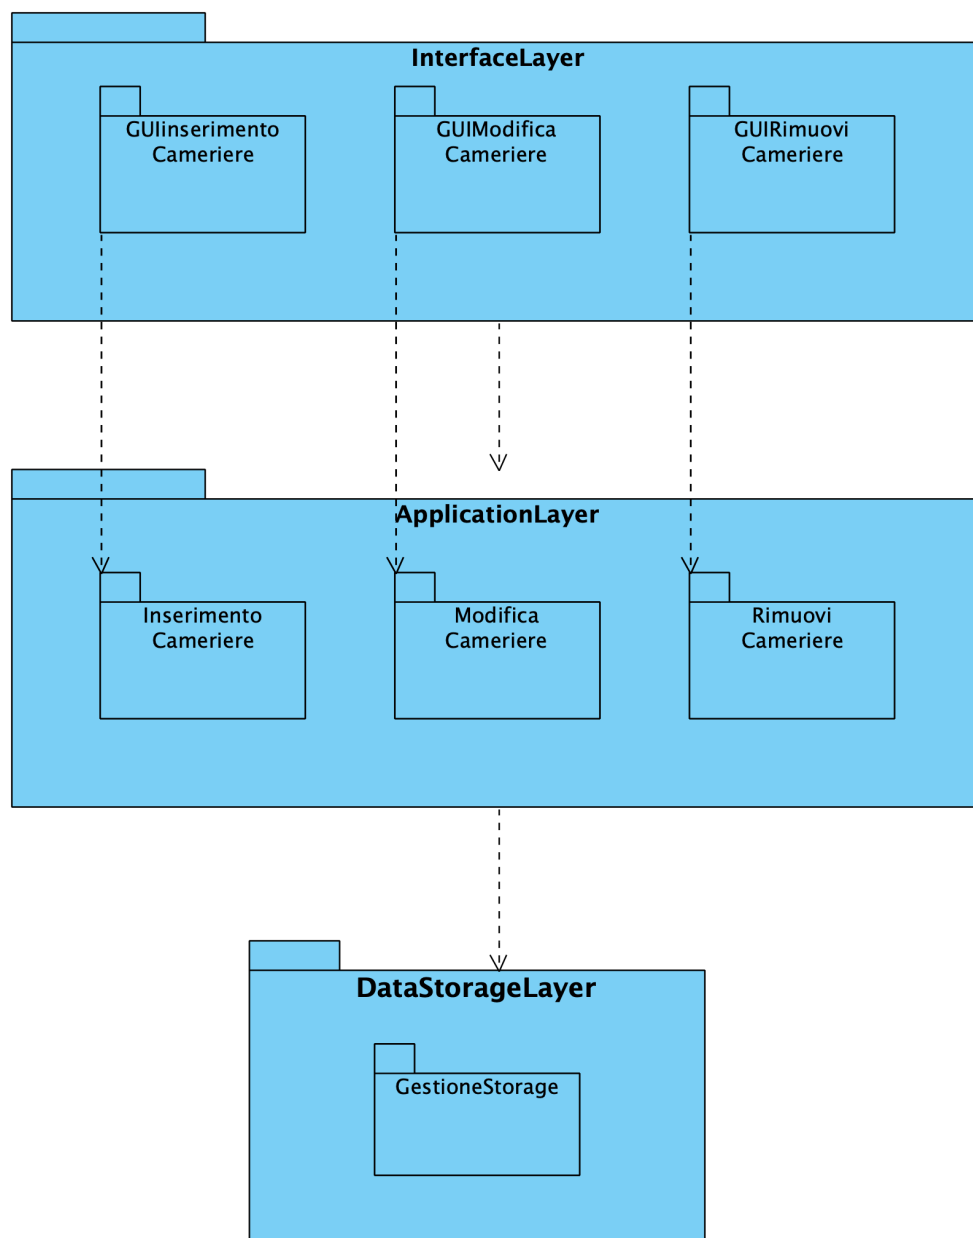 InterfaceLayer
GUIinserimento
Cameriere
GUIModifica
Cameriere
GUIRimuovi
Cameriere
ApplicationLayer
Inserimento
Cameriere
Modifica
Cameriere
Rimuovi
Cameriere
DataStorageLayer
GestioneStorage